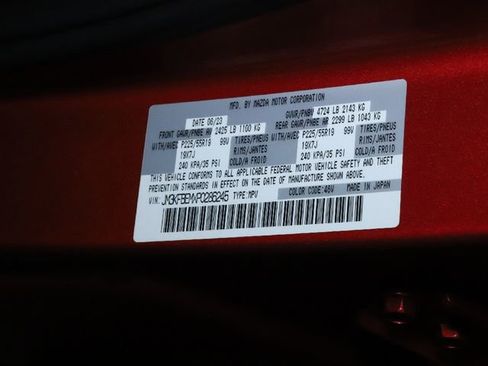 MFD. BY MAZDA MOTOR CORPORATION
DATE 06/23 GVWR/PNBV 4724 LB 2143 KG
FRONT GAWR/PNBE AV 2425 LB 1100 KG REAR GAWR/PNBE AR 2299 LB 1043 KG
WITH/AVEC P225/55R19 99V TIRES/PNEUS WITH/AVEC P225/55R19 99V TIRES/PNEUS
19X7J RIMS/JANTES 19X7J RIMS/JANTES
240 KPA/35 PSI COLD/A FROID 240 KPA/35 PSI COLD/A FROID
THIS VEHICLE CONFORMS TO ALL APPLICABLE FEDERAL MOTOR VEHICLE SAFETY AND THEFT
PREVENTION STANDARDS IN EFFECT ON THE DATE OF MANUFACTURE SHOWN ABOVE.
COLOR CODE:46V MADE IN JAPAN
VIN: TYPE:MPV